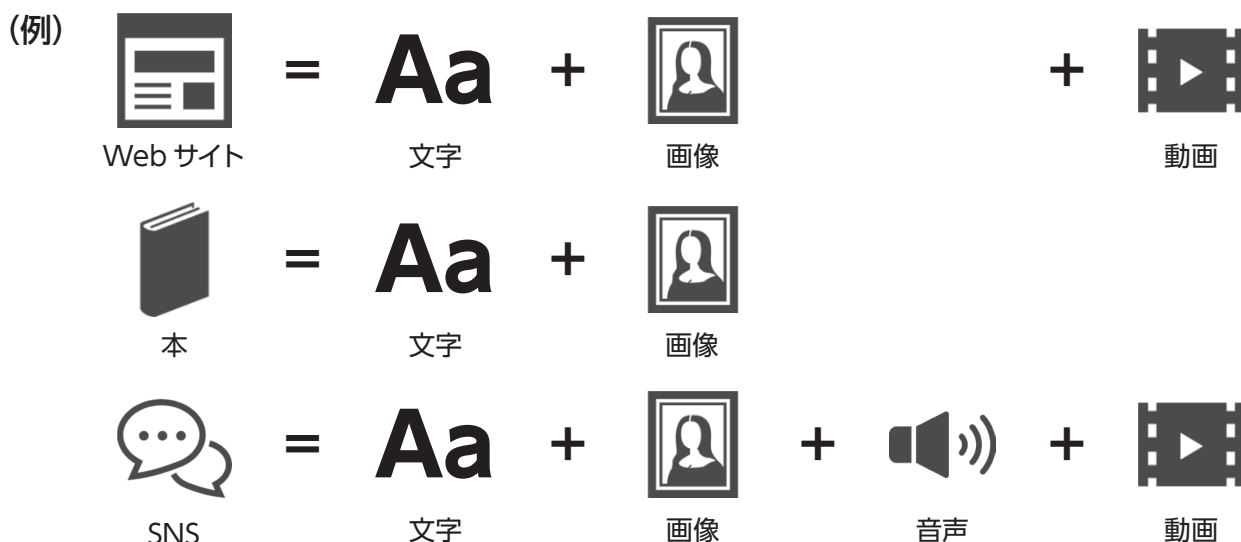 (例)
= Aa + +
Web サイト 文字 画像 動画
= Aa +
本 文字 画像
= Aa + + +
SNS 文字 画像 音声 動画